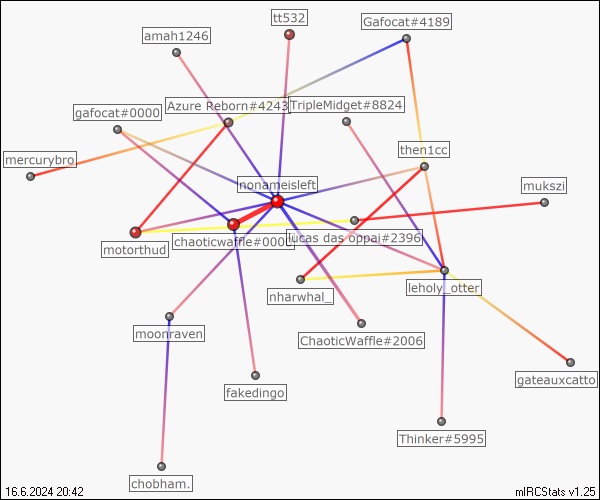 tt532
Gafocat#4189
amah1246
Azure Reborn#4243
TripleMidget#8824
gafocat#0000
then1cc
mercurybro
nonameisleft
mukszi
chaoticwaffle#0000
lucas das oppai#2396
motorthud
leholy_otter
nharwhal_
moonraven
ChaoticWaffle#2006
gateauxcatto
fakedingo
Thinker#5995
chobham.
16.6.2024 20:42
mIRCStats v1.25